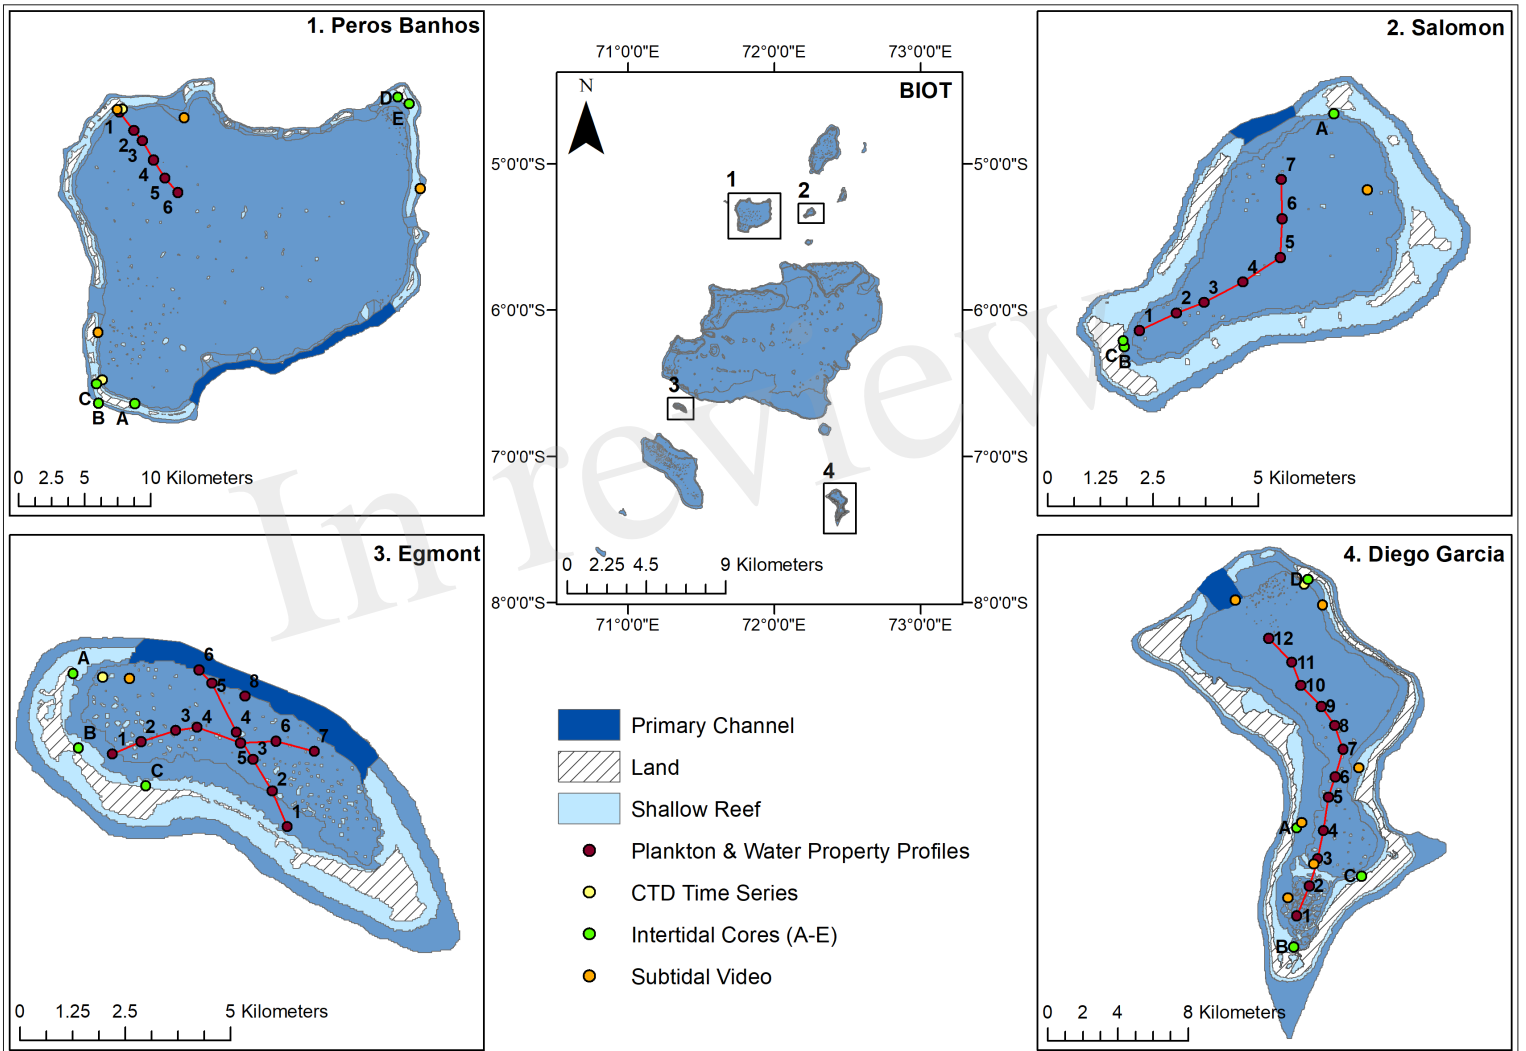 1. Peros Banhos
D
E
1
2
3
4
5
6
C
B
A
0 2.5 5 10 Kilometers
71°0'0"E 72°0'0"E 73°0'0"E
BIOT
N
5°0'0"S 5°0'0"S
1
2
6°0'0"S 6°0'0"S
3
7°0'0"S 7°0'0"S
4
0 2.25 4.5 9 Kilometers
8°0'0"S 8°0'0"S
71°0'0"E 72°0'0"E 73°0'0"E
2. Salomon
A
7
6
5
4
3
2
1
C
B
0 1.25 2.5 5 Kilometers
3. Egmont
A
6
5
8
B
1
2
3
4
4
6
7
5
3
C
2
1
0 1.25 2.5 5 Kilometers
Primary Channel
Land
Shallow Reef
Plankton & Water Property Profiles
CTD Time Series
Intertidal Cores (A-E)
Subtidal Video
4. Diego Garcia
D
12
11
10
9
8
7
6
5
A
4
3
C
2
1
B
0 2 4 8 Kilometers
In review